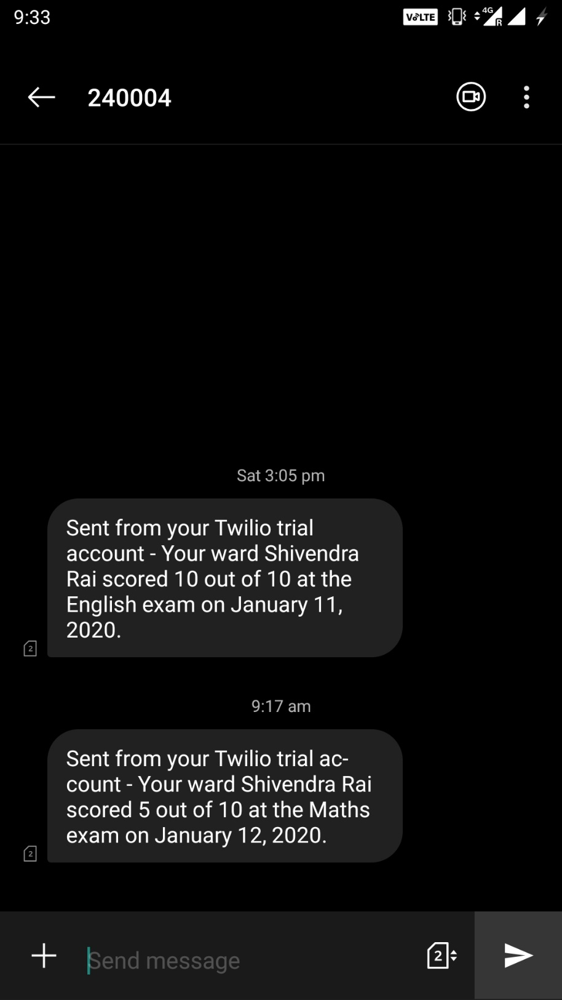 9:33
VoLTE 4G R
240004
Sat 3:05 pm
Sent from your Twilio trial
account - Your ward Shivendra
Rai scored 10 out of 10 at the
English exam on January 11,
2020.
2
9:17 am
Sent from your Twilio trial ac-
count - Your ward Shivendra Rai
scored 5 out of 10 at the Maths
exam on January 12, 2020.
2
Send message
2